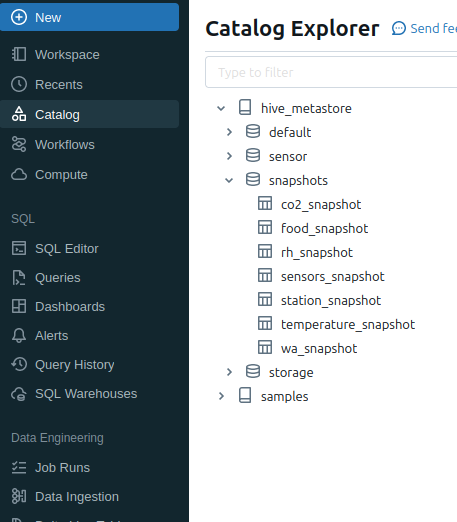 New
Workspace
Recents
Catalog
Workflows
Compute
SQL
SQL Editor
Queries
Dashboards
Alerts
Query History
SQL Warehouses
Data Engineering
Job Runs
Data Ingestion
Catalog Explorer
Send fee
Type to filter
hive_metastore
default
sensor
snapshots
co2_snapshot
food_snapshot
rh_snapshot
sensors_snapshot
station_snapshot
temperature_snapshot
wa_snapshot
storage
samples